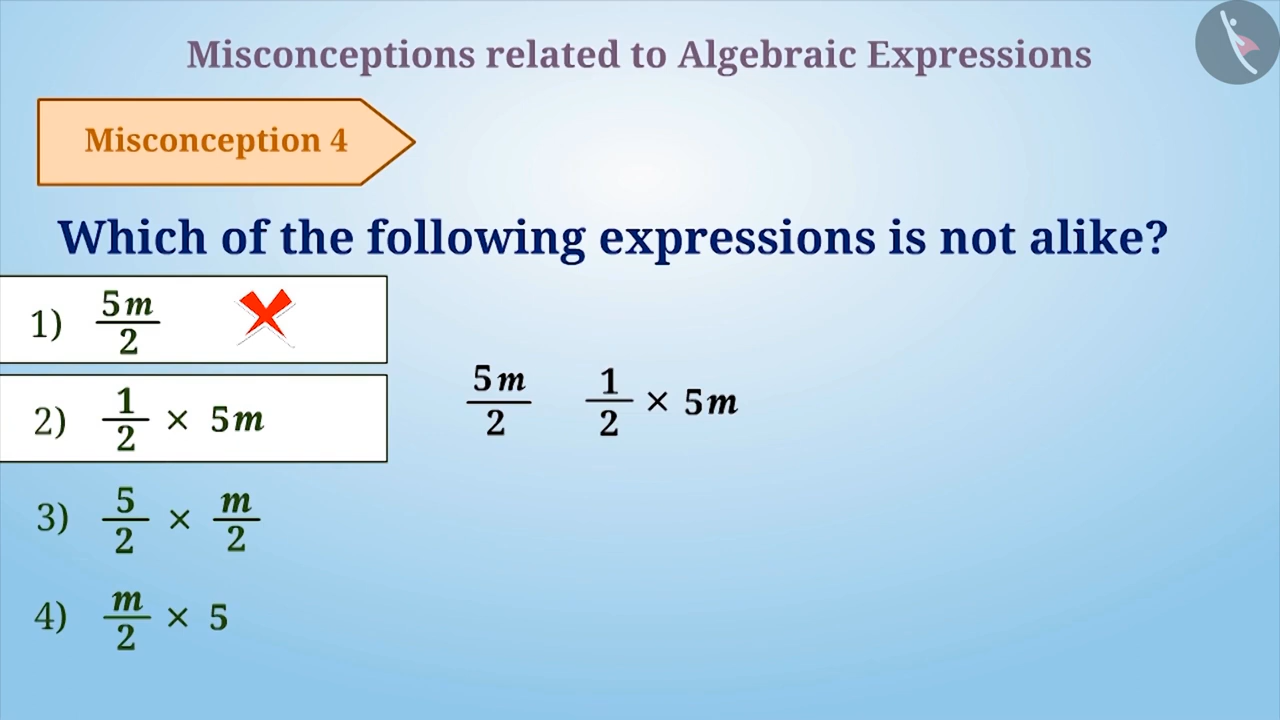 Misconceptions related to Algebraic Expressions
Misconception 4
Which of the following expressions is not alike?
1) 5m/2
2) 1/2 × 5m
5m/2 1/2 × 5m
3) 5/2 × m/2
4) m/2 × 5